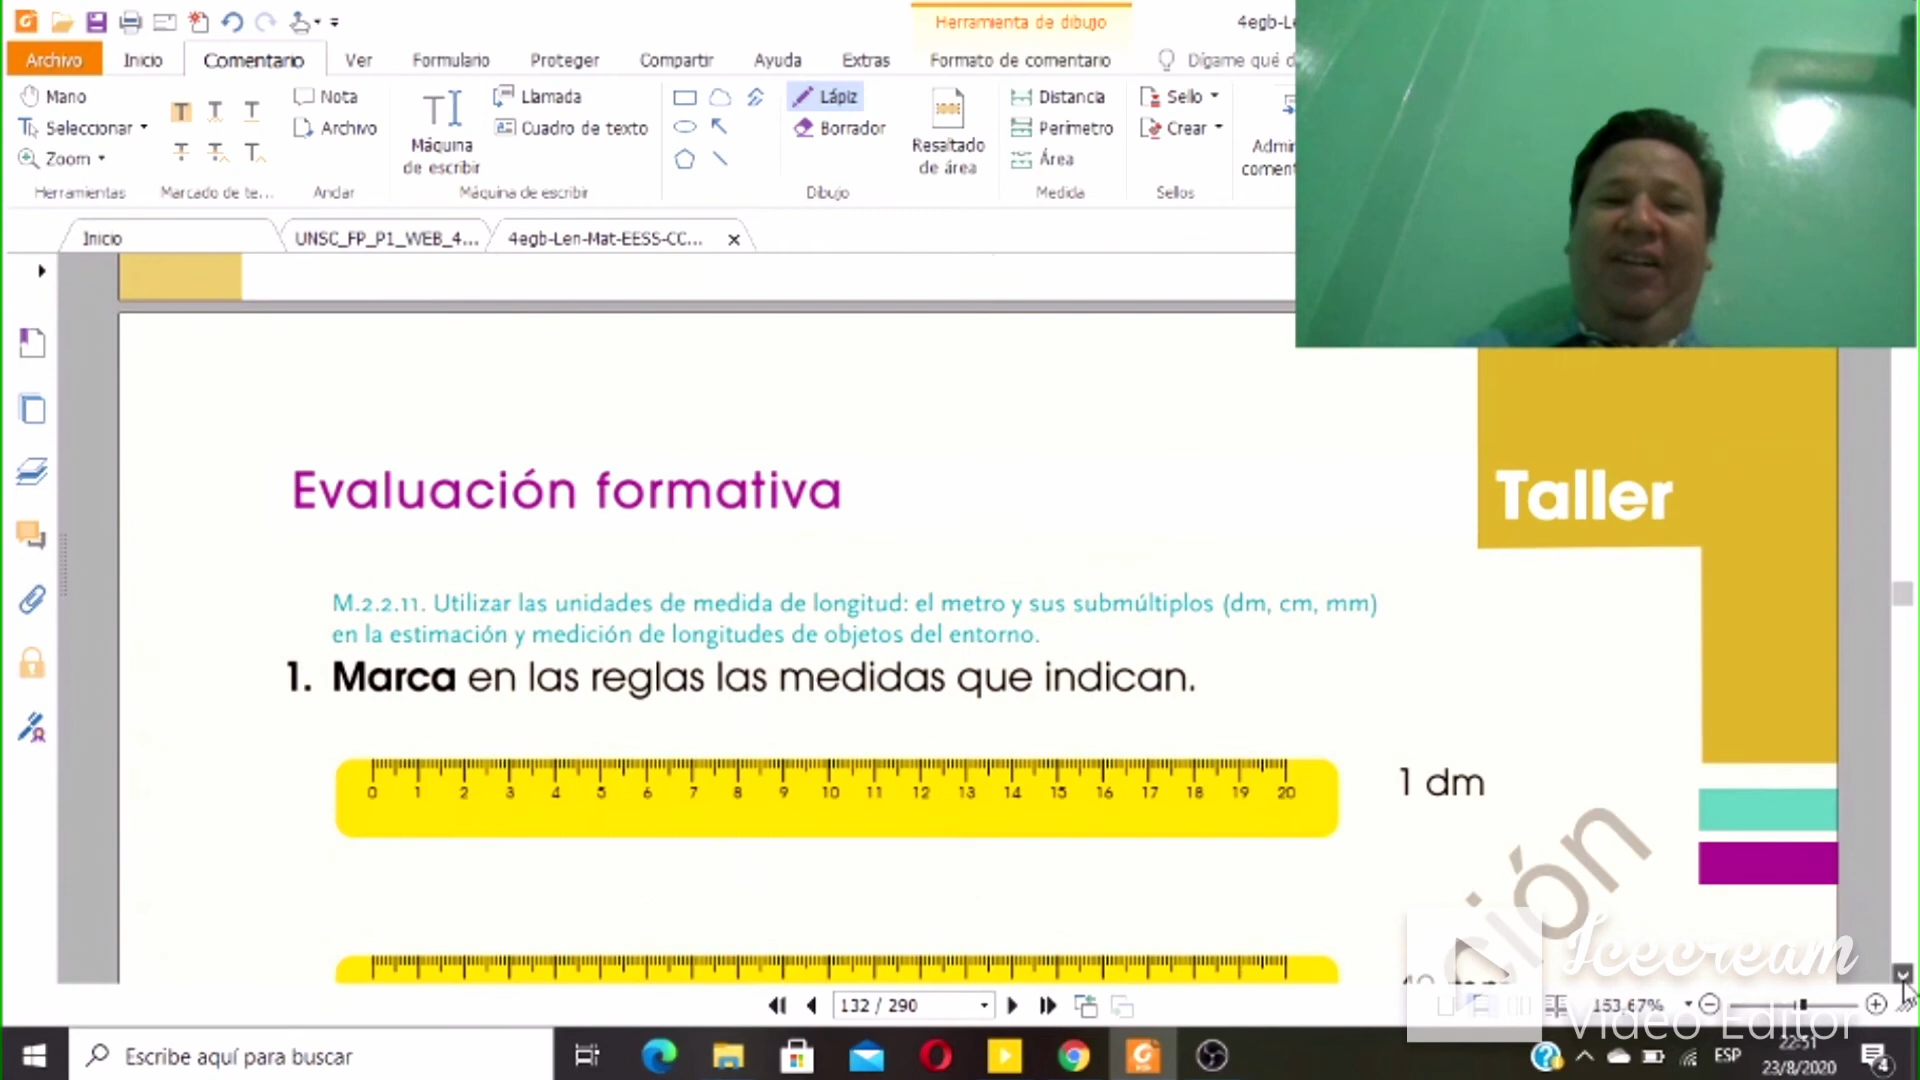 Herramienta de dibujo
4egb-Le
Archivo Inicio Comentario Ver Formulario Proteger Compartir Ayuda Extras Formato de comentario Dígame qué d
Mano
Seleccionar
Zoom
Herramientas
Marcado de te...
Nota
Archivo
Andar
Máquina
de escribir
Llamada
Cuadro de texto
Máquina de escribir
Lápiz
Borrador
Dibujo
Resaltado
de área
Distancia
Perímetro
Área
Medida
Sello
Crear
Sellos
Admin
coment
Inicio UNSC_FP_P1_WEB_4... 4egb-Len-Mat-EESS-CC...
Evaluación formativa
Taller
M.2.2.11. Utilizar las unidades de medida de longitud: el metro y sus submúltiplos (dm, cm, mm)
en la estimación y medición de longitudes de objetos del entorno.
1. Marca en las reglas las medidas que indican.
0 1 2 3 4 5 6 7 8 9 10 11 12 13 14 15 16 17 18 19 20
1 dm
ción
Icecream
Video Editor
132 / 290
153.67%
Escribe aquí para buscar
ESP
22:51
23/8/2020
4